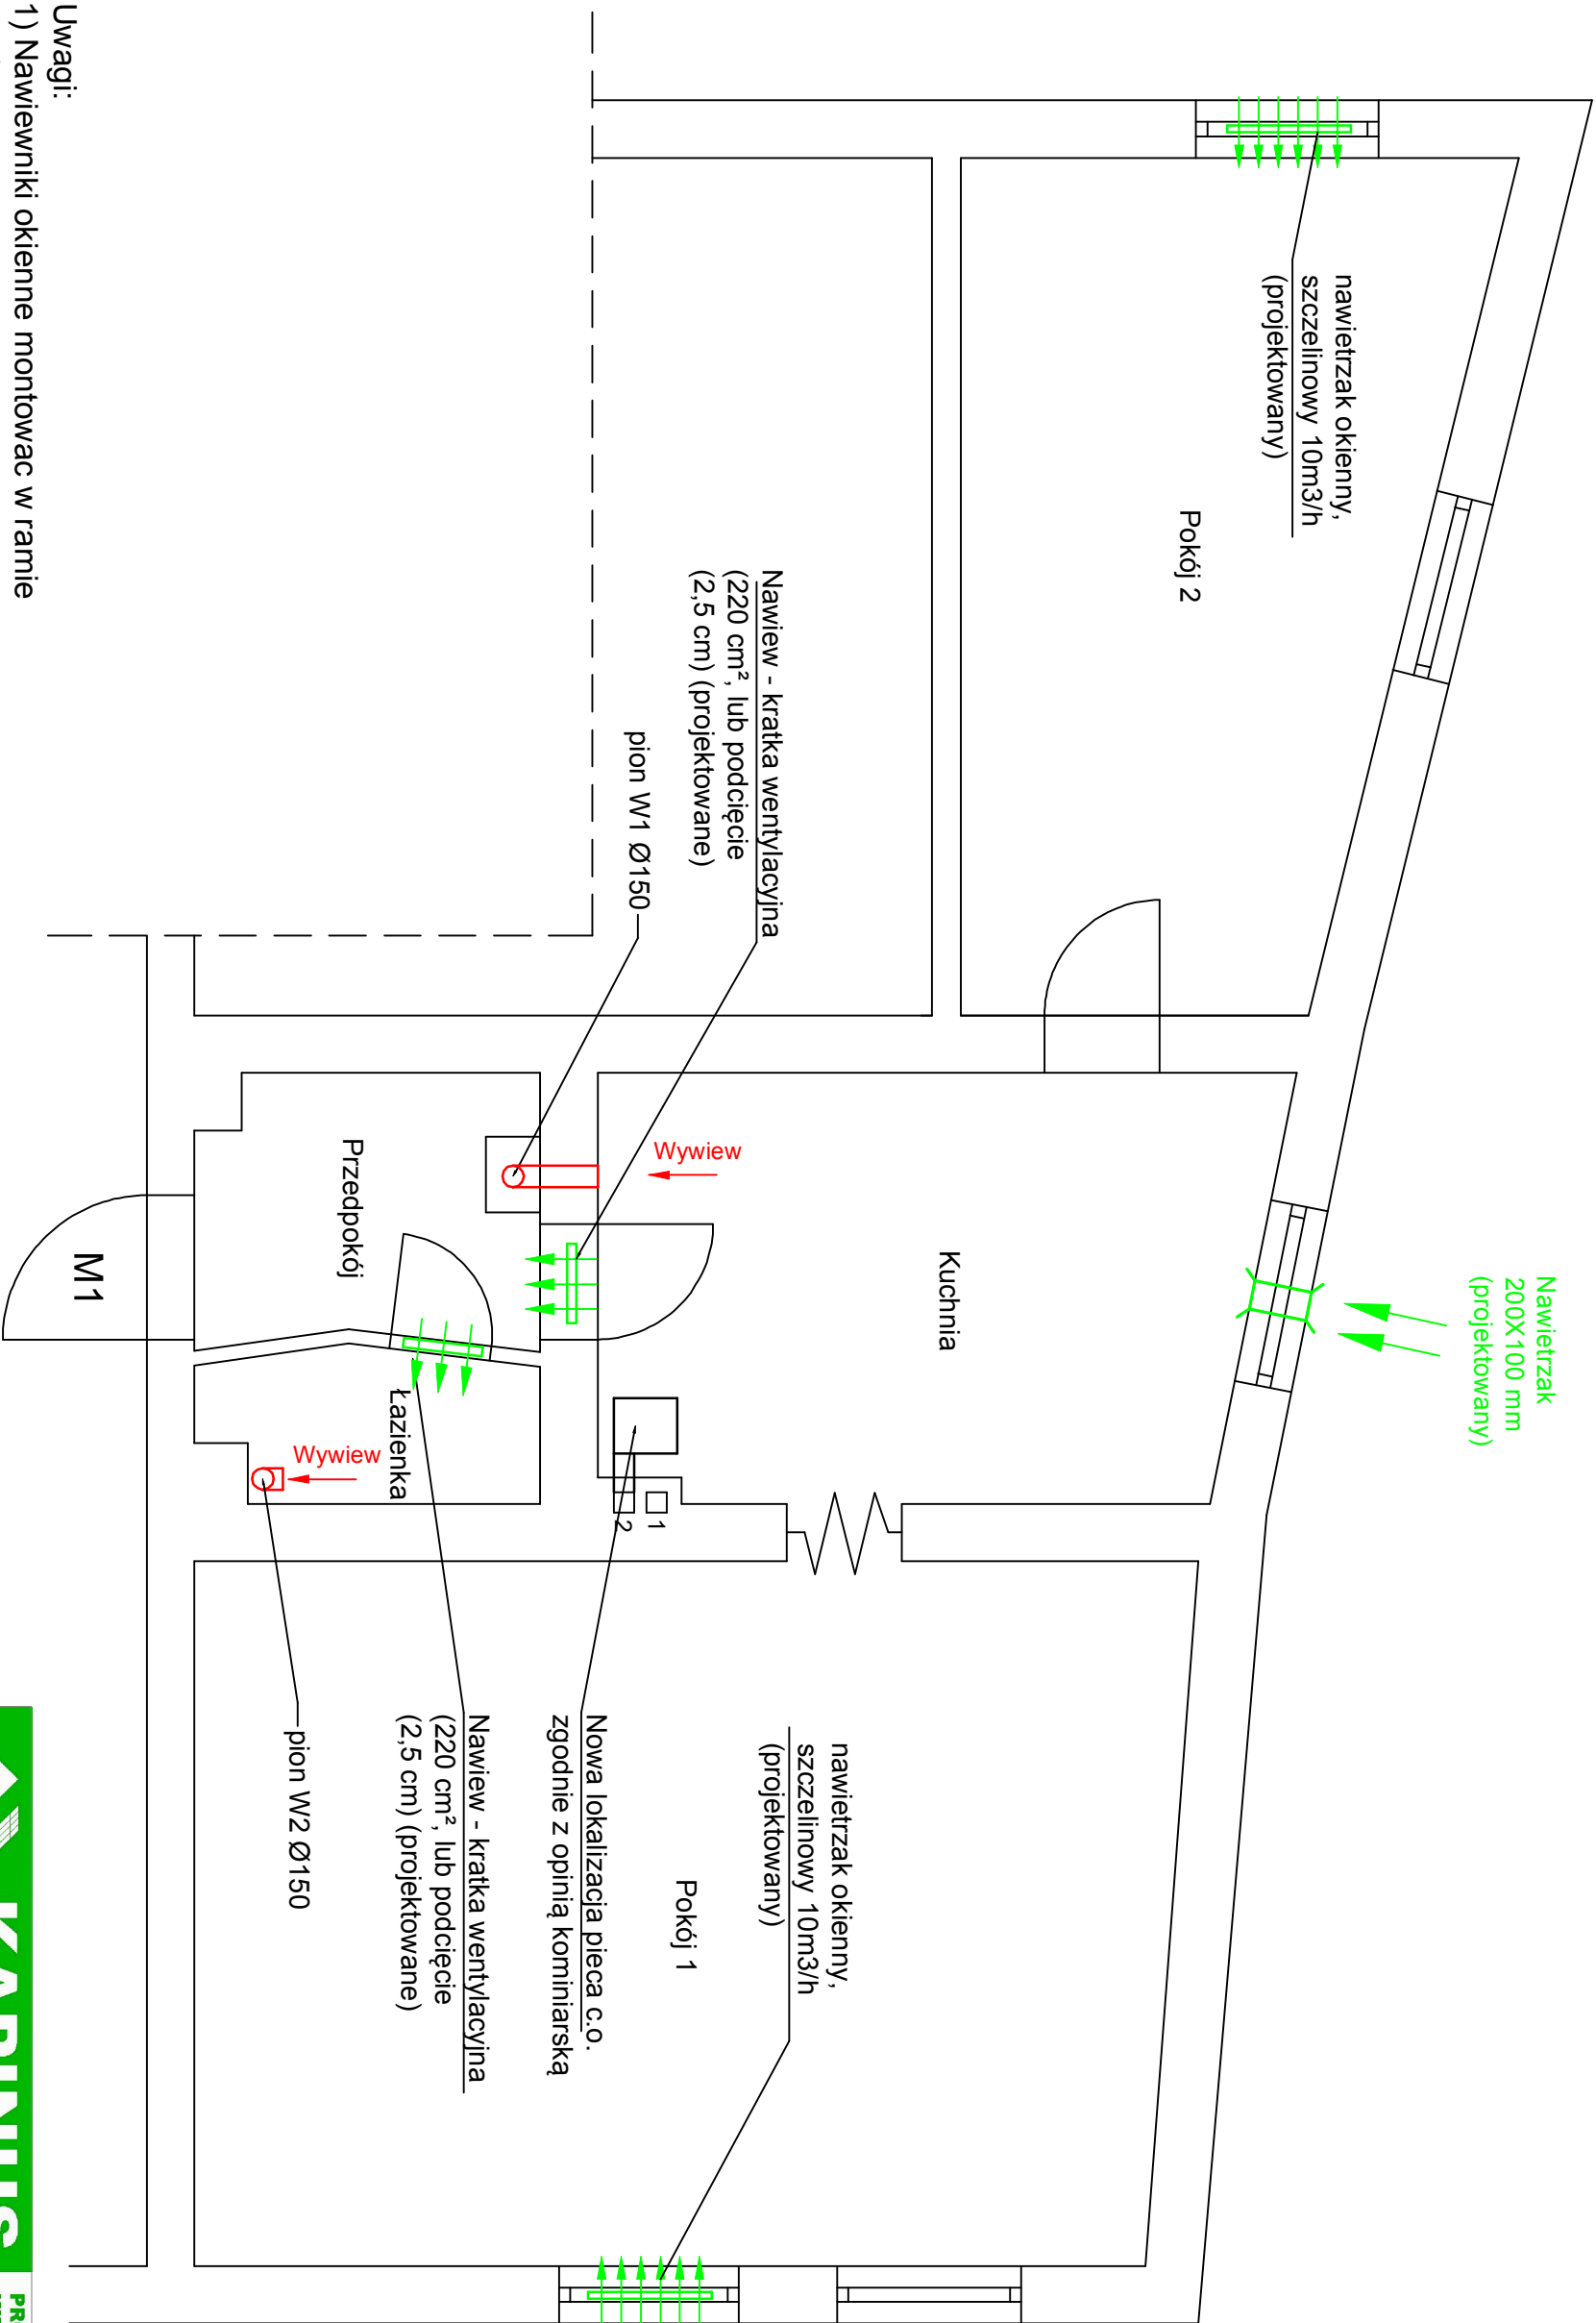 Nawietrzak
200X100 mm
(projektowany)
nawietrzak okienny,
szczelinowy 10m3/h
(projektowany)
Pokój 2
Kuchnia
Nawiew - kratka wentylacyjna
(220 cm², lub podcięcie
(2,5 cm) (projektowane)
pion W1 Ø150
Wywiew
nawietrzak okienny,
szczelinowy 10m3/h
(projektowany)
Pokój 1
1
2
Nowa lokalizacja pieca c.o.
zgodnie z opinią kominiarską
Nawiew - kratka wentylacyjna
(220 cm², lub podcięcie
(2,5 cm) (projektowane)
Przedpokój
Łazienka
Wywiew
pion W2 Ø150
M1
Uwagi:
1) Nawiewniki okienne montowac w ramie